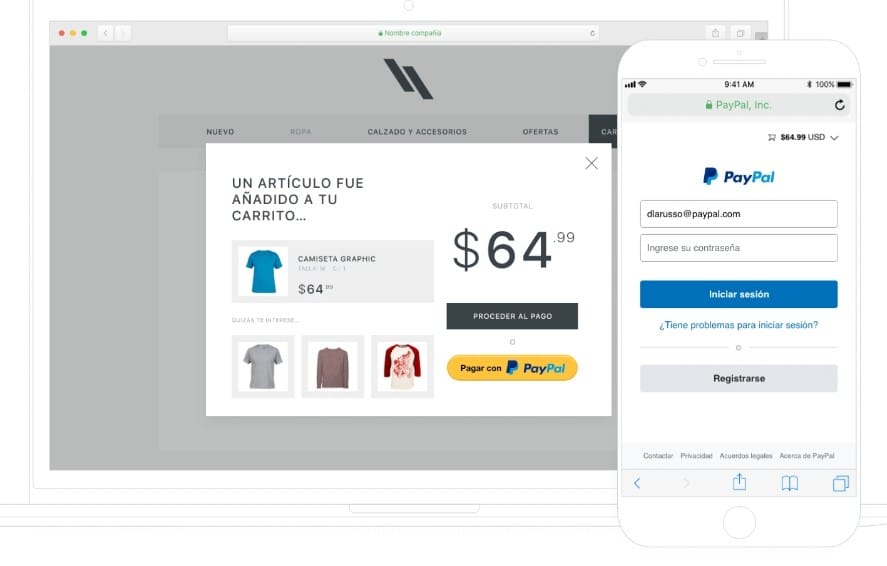 Nombre compañía
NUEVO
ROPA
CALZADO Y ACCESORIOS
OFERTAS
CAR
UN ARTÍCULO FUE
AÑADIDO A TU
CARRITO...
CAMISETA GRAPHIC
TALLA: M
$64 99
QUIZÁS TE INTERESE...
SUBTOTAL
$64.99
PROCEDER AL PAGO
O
Pagar con PayPal
9:41 AM
100%
PayPal, Inc.
$64.99 USD
PayPal
dlarusso@paypal.com
Ingrese su contraseña
Iniciar sesión
¿Tiene problemas para iniciar sesión?
o
Registrarse
Contactar Privacidad Acuerdos legales Acerca de PayPal